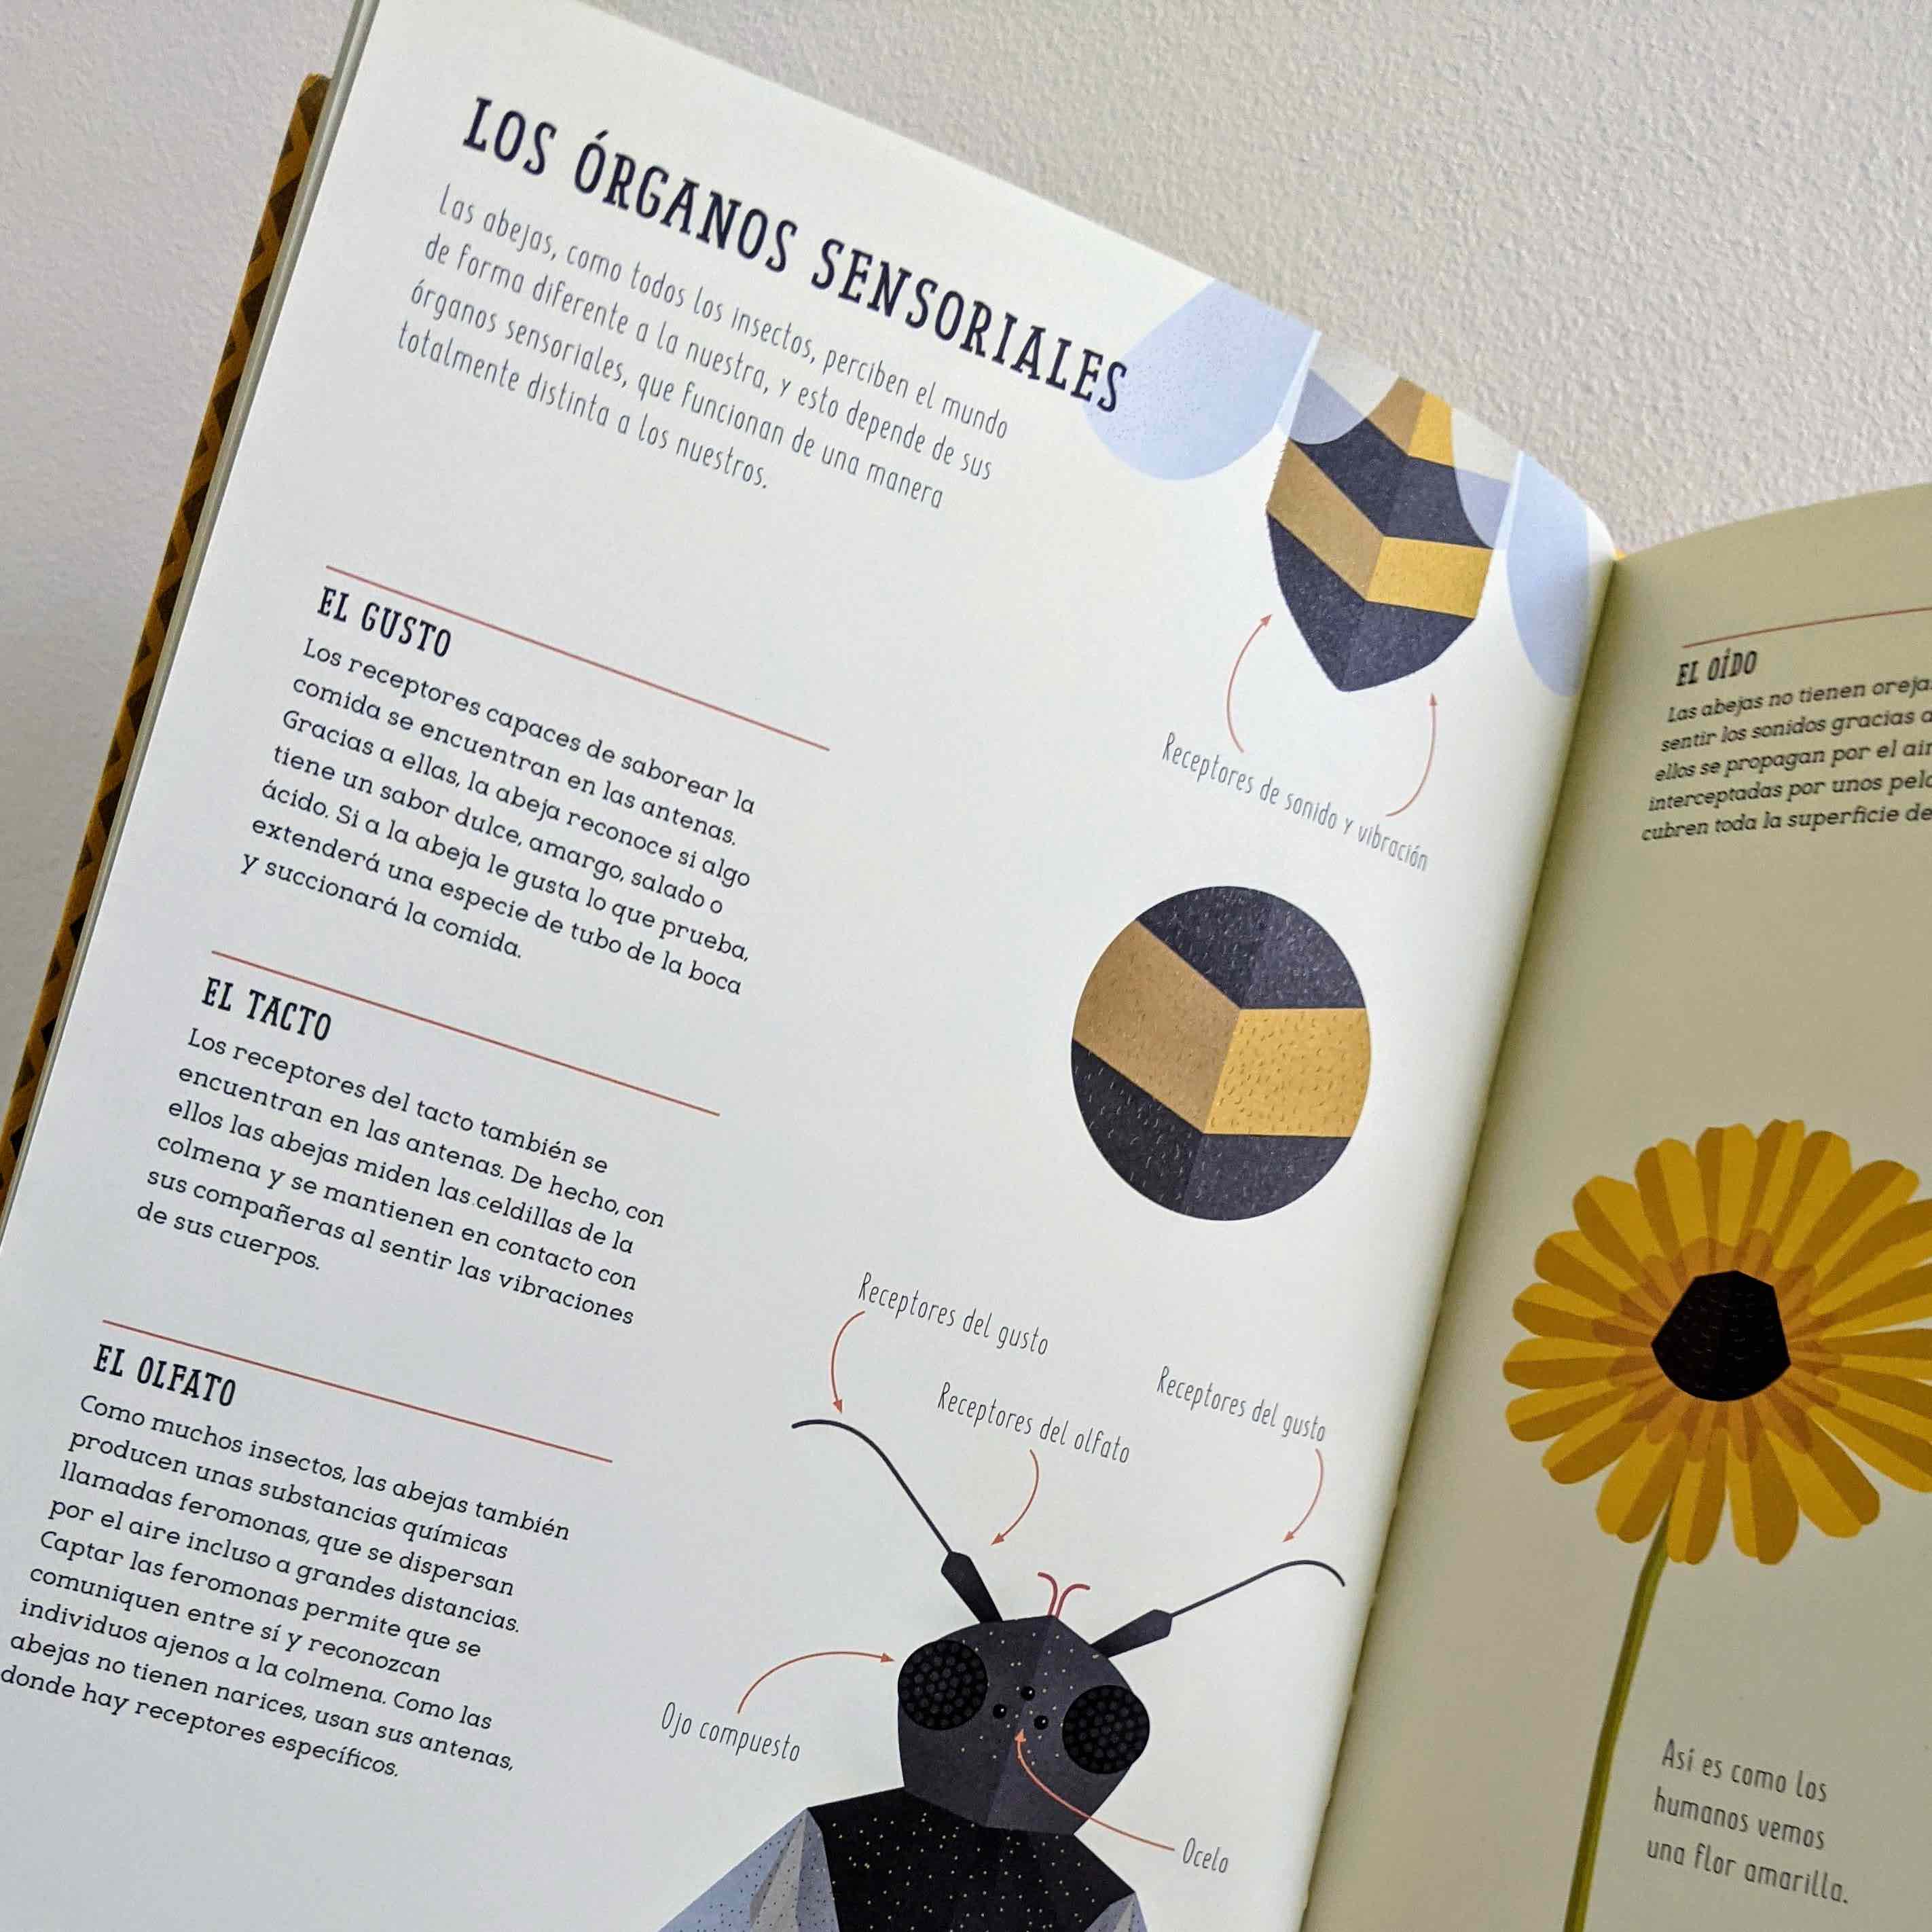 LOS ÓRGANOS SENSORIALES
Las abejas, como todos los insectos, perciben el mundo
de forma diferente a la nuestra, y esto depende de sus
órganos sensoriales, que funcionan de una manera
totalmente distinta a los nuestros.
EL GUSTO
Los receptores capaces de saborear la
comida se encuentran en las antenas.
Gracias a ellas, la abeja reconoce si algo
tiene un sabor dulce, amargo, salado o
ácido. Si a la abeja le gusta lo que prueba,
extenderá una especie de tubo de la boca
y succionará la comida.
EL TACTO
Los receptores del tacto también se
encuentran en las antenas. De hecho, con
ellos las abejas miden las celdillas de la
colmena y se mantienen en contacto con
sus compañeras al sentir las vibraciones
de sus cuerpos.
EL OLFATO
Como muchos insectos, las abejas también
producen unas substancias químicas
llamadas feromonas, que se dispersan
por el aire incluso a grandes distancias.
Captar las feromonas permite que se
comuniquen entre sí y reconozcan
individuos ajenos a la colmena. Como las
abejas no tienen narices, usan sus antenas,
donde hay receptores específicos.
Receptores de sonido y vibración
Receptores del gusto
Receptores del olfato
Receptores del gusto
Ojo compuesto
Ocelo
EL OÍDO
Las abejas no tienen
sentir los sonidos gracias
ellos se propagan por el
interceptadas por unos
cubren toda la superficie de
Así es como los
humanos vemos
una flor amarilla.